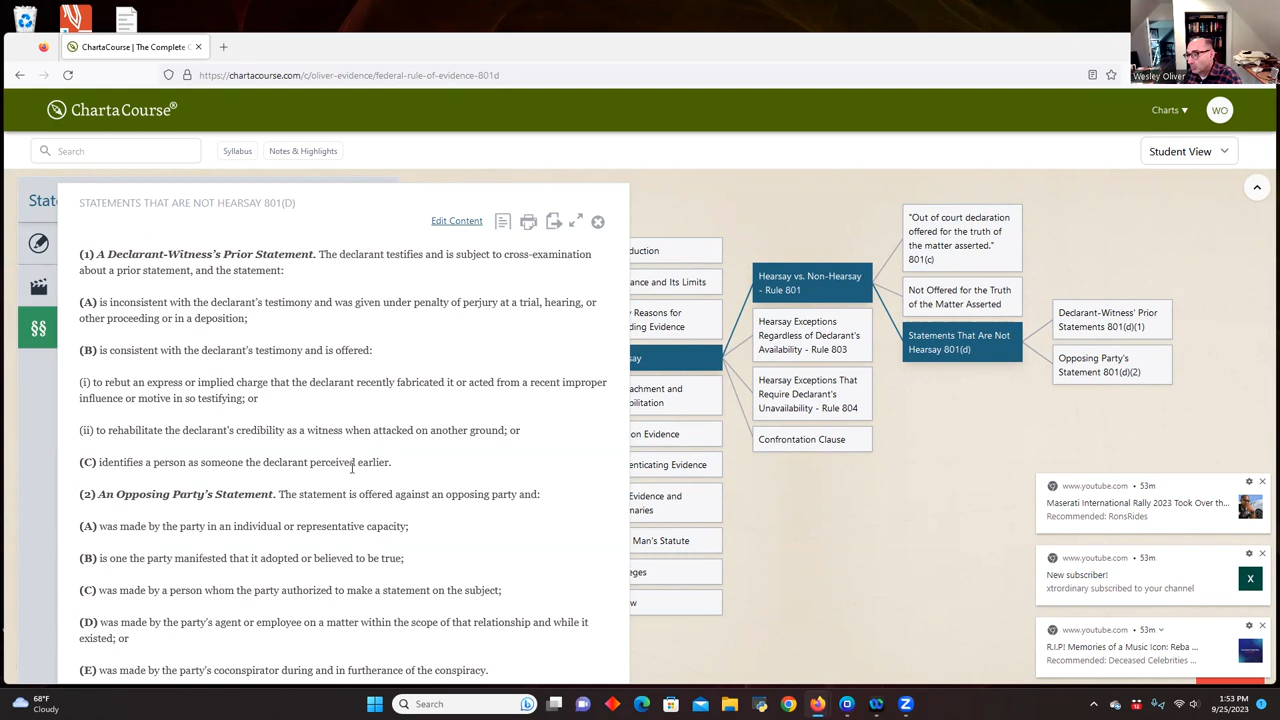 ChartaCourse | The Complete C
Wesley Oliver
https://chartacourse.com/c/oliver-evidence/federal-rule-of-evidence-801d
ChartaCourse®
Charts
WO
Search
Syllabus
Notes & Highlights
Student View
State
STATEMENTS THAT ARE NOT HEARSAY 801(D)
Edit Content
(1) A Declarant-Witness's Prior Statement. The declarant testifies and is subject to cross-examination
about a prior statement, and the statement:
(A) is inconsistent with the declarant's testimony and was given under penalty of perjury at a trial, hearing, or
other proceeding or in a deposition;
(B) is consistent with the declarant's testimony and is offered:
(i) to rebut an express or implied charge that the declarant recently fabricated it or acted from a recent improper
influence or motive in so testifying; or
(ii) to rehabilitate the declarant's credibility as a witness when attacked on another ground; or
(C) identifies a person as someone the declarant perceived earlier.
(2) An Opposing Party's Statement. The statement is offered against an opposing party and:
(A) was made by the party in an individual or representative capacity;
(B) is one the party manifested that it adopted or believed to be true;
(C) was made by a person whom the party authorized to make a statement on the subject;
(D) was made by the party's agent or employee on a matter within the scope of that relationship and while it
existed; or
(E) was made by the party's coconspirator during and in furtherance of the conspiracy.
§§
duction
ance and Its Limits
y Reasons for
ding Evidence
say
achment and
bilitation
on Evidence
enticating Evidence
Evidence and
maries
Man's Statute
eges
w
Hearsay vs. Non-Hearsay
- Rule 801
Hearsay Exceptions
Regardless of Declarant's
Availability - Rule 803
Hearsay Exceptions That
Require Declarant's
Unavailability - Rule 804
Confrontation Clause
"Out of court declaration
offered for the truth of
the matter asserted."
801(c)
Not Offered for the Truth
of the Matter Asserted
Statements That Are Not
Hearsay 801(d)
Declarant-Witness' Prior
Statements 801(d)(1)
Opposing Party's
Statement 801(d)(2)
www.youtube.com • 53m
Maserati International Rally 2023 Took Over th...
Recommended: RonsRides
www.youtube.com • 53m
New subscriber!
xtrordinary subscribed to your channel
X
www.youtube.com • 53m
R.I.P! Memories of a Music Icon: Reba ...
Recommended: Deceased Celebrities ...
68°F
Cloudy
Search
1:53 PM
9/25/2023